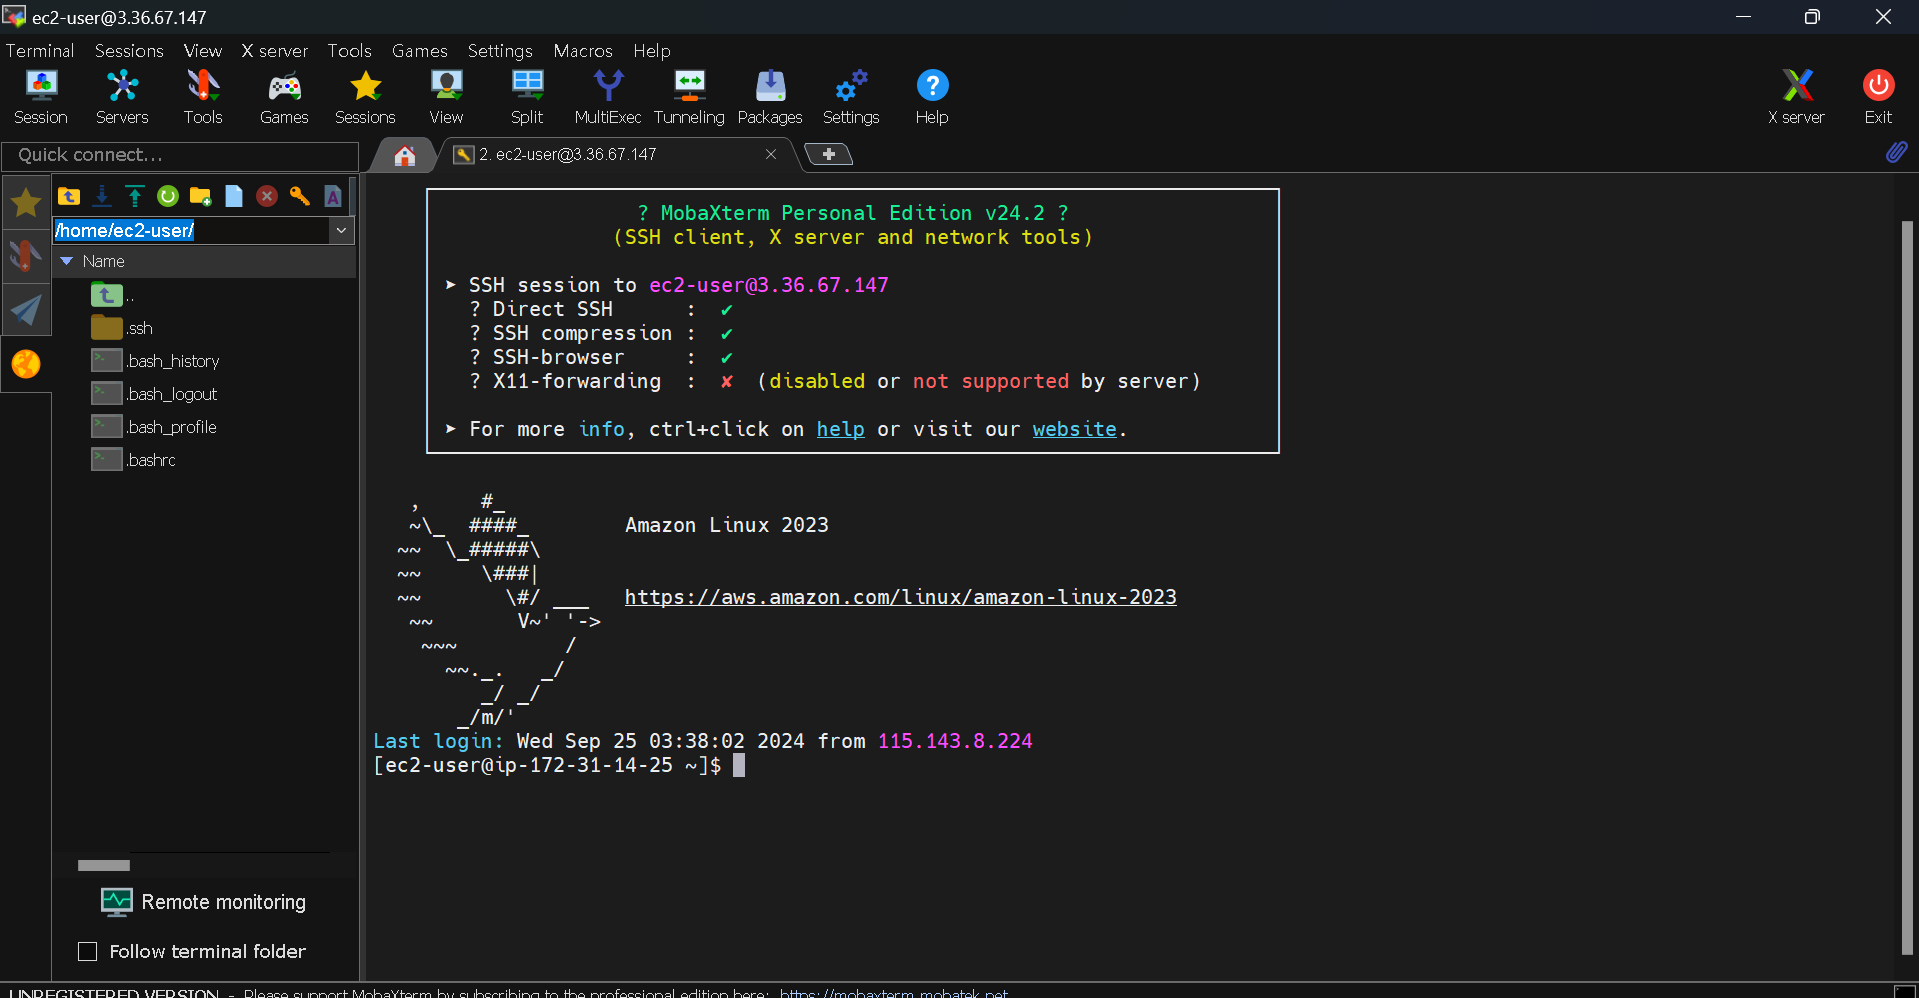 ec2-user@3.36.67.147
Terminal Sessions View X server Tools Games Settings Macros Help
Session Servers Tools Games Sessions View Split MultiExec Tunneling Packages Settings Help X server Exit
Quick connect...
2. ec2-user@3.36.67.147
/home/ec2-user/
Name
..
.ssh
.bash_history
.bash_logout
.bash_profile
.bashrc
Remote monitoring
Follow terminal folder
? MobaXterm Personal Edition v24.2 ?
(SSH client, X server and network tools)
➤ SSH session to ec2-user@3.36.67.147
? Direct SSH : ✔
? SSH compression : ✔
? SSH-browser : ✔
? X11-forwarding : ✘ (disabled or not supported by server)
➤ For more info, ctrl+click on help or visit our website.
   ,     #_
   ~\_  ####_        Amazon Linux 2023
  ~~  \_#####\
  ~~     \###|
  ~~       \#/ ___   https://aws.amazon.com/linux/amazon-linux-2023
   ~~       V~' '->
    ~~~         /
      ~~._.   _/
         _/ _/
       _/m/'
Last login: Wed Sep 25 03:38:02 2024 from 115.143.8.224
[ec2-user@ip-172-31-14-25 ~]$
UNREGISTERED VERSION - Please support MobaXterm by subscribing to the professional edition here: https://mobaxterm.mobatek.net